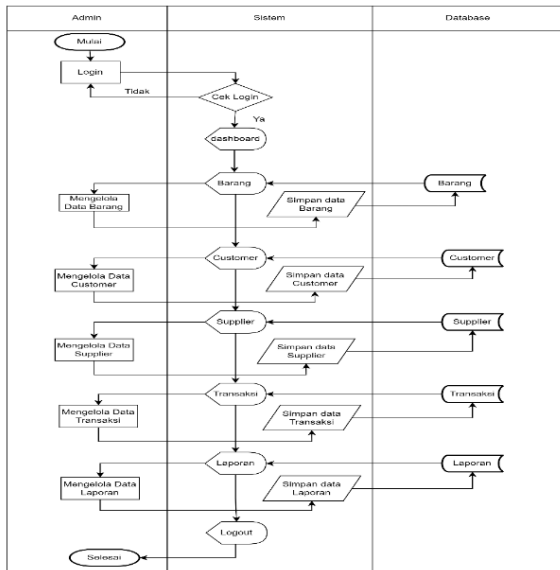 Admin
Sistem
Database
Mulai
Login
Tidak
Cek Login
Ya
dashboard
Barang
Barang
Mengelola
Data Barang
Simpan data
Barang
Customer
Customer
Mengelola Data
Customer
Simpan data
Customer
Supplier
Supplier
Mengelola Data
Supplier
Simpan data
Supplier
Transaksi
Transaksi
Mengelola Data
Transaksi
Simpan data
Transaksi
Laporan
Laporan
Mengelola Data
Laporan
Simpan data
Laporan
Logout
Selesai